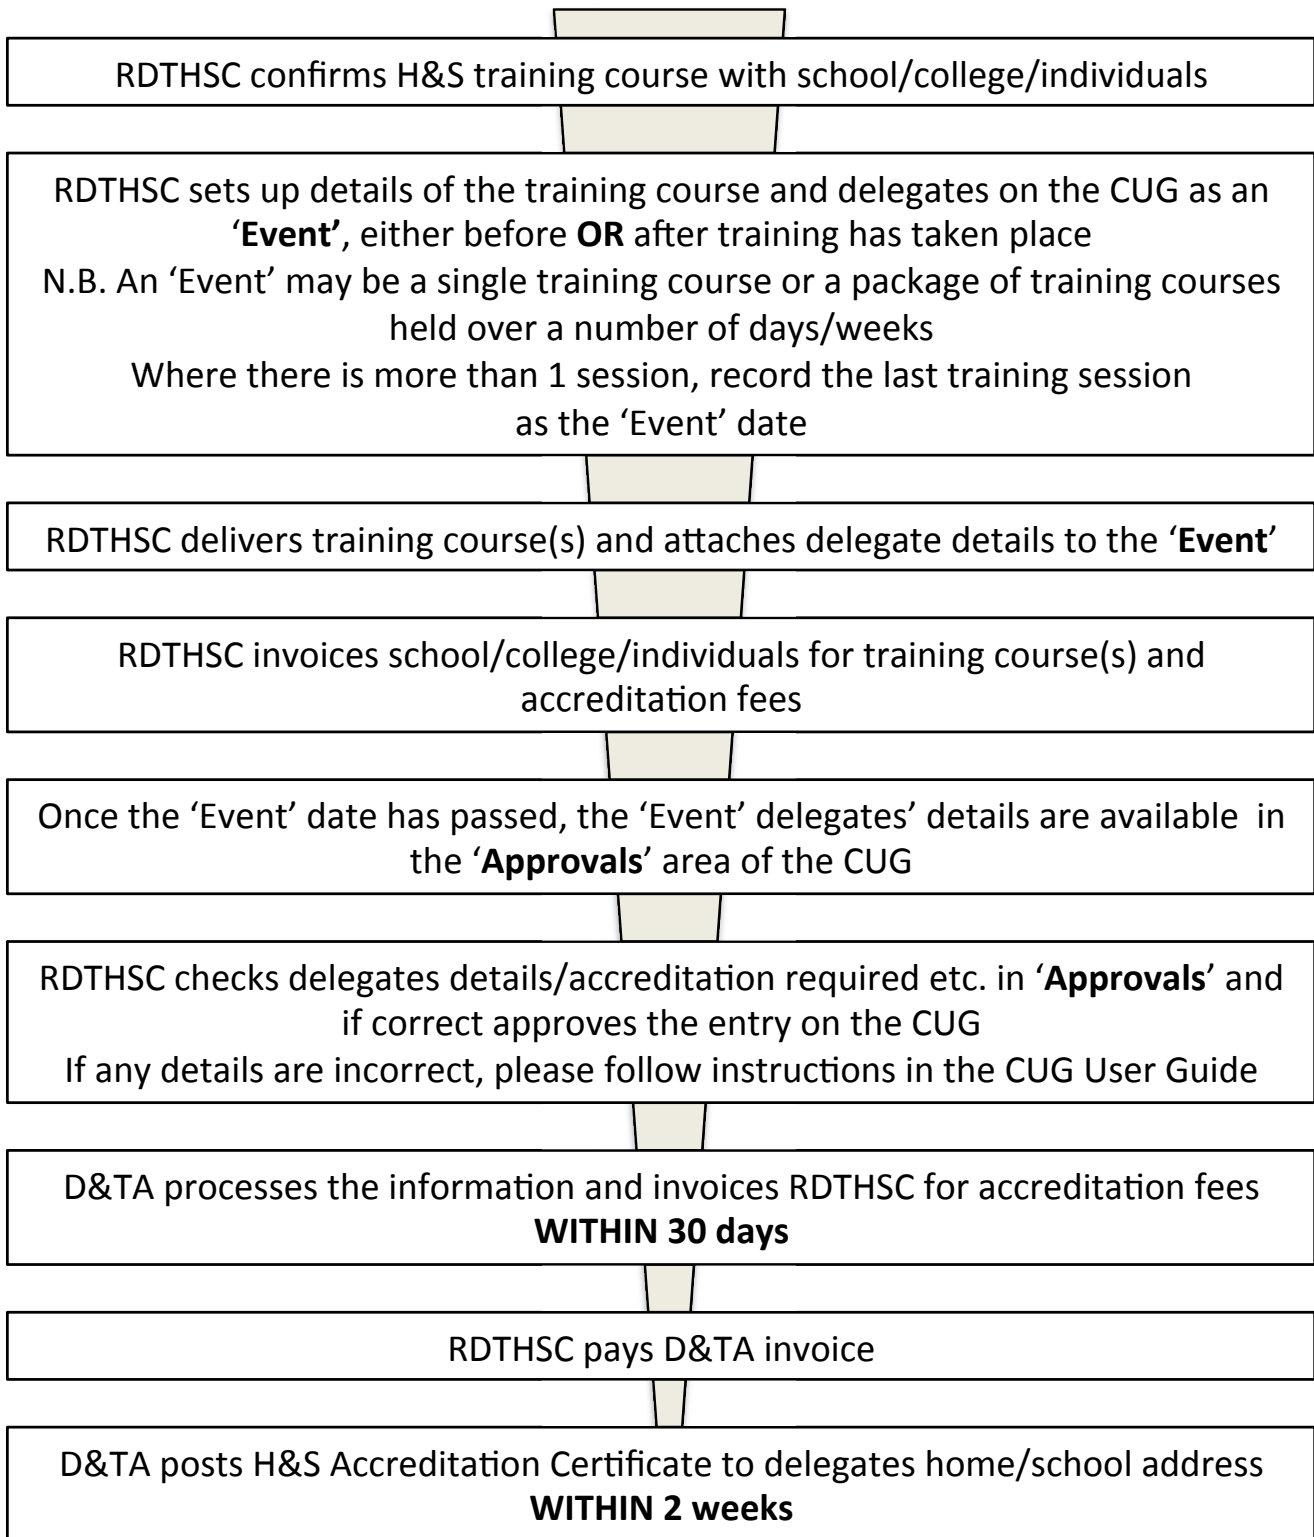 RDTHSC confirms H&S training course with school/college/individuals
RDTHSC sets up details of the training course and delegates on the CUG as an
‘Event’, either before OR after training has taken place
N.B. An ‘Event’ may be a single training course or a package of training courses
held over a number of days/weeks
Where there is more than 1 session, record the last training session
as the ‘Event’ date
RDTHSC delivers training course(s) and attaches delegate details to the ‘Event’
RDTHSC invoices school/college/individuals for training course(s) and
accreditation fees
Once the ‘Event’ date has passed, the ‘Event’ delegates’ details are available in
the ‘Approvals’ area of the CUG
RDTHSC checks delegates details/accreditation required etc. in ‘Approvals’ and
if correct approves the entry on the CUG
If any details are incorrect, please follow instructions in the CUG User Guide
D&TA processes the information and invoices RDTHSC for accreditation fees
WITHIN 30 days
RDTHSC pays D&TA invoice
D&TA posts H&S Accreditation Certificate to delegates home/school address
WITHIN 2 weeks